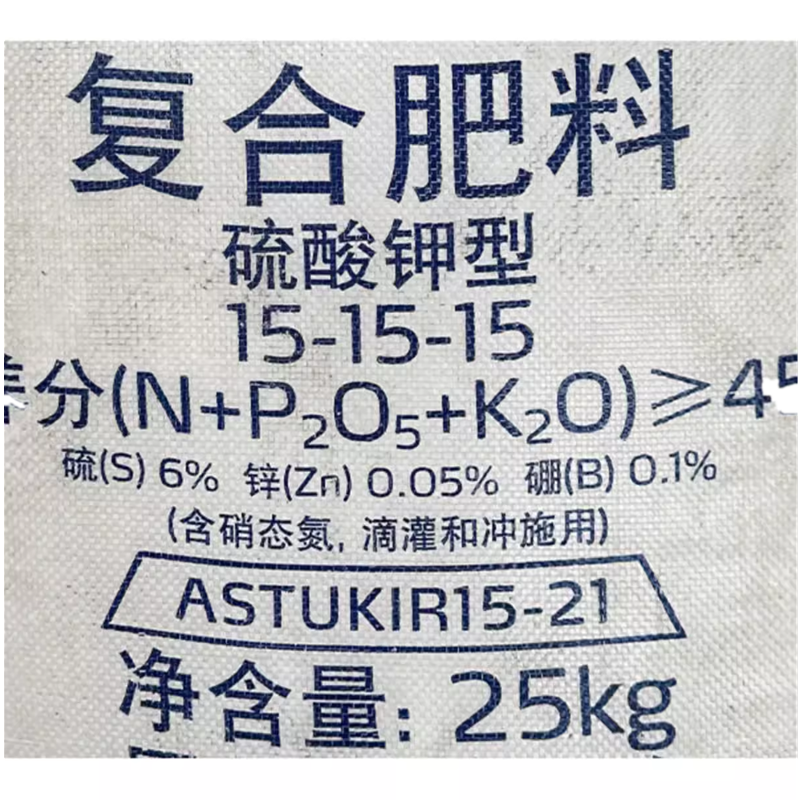 复合肥料
硫酸钾型
15-15-15
养分(N+P₂O₅+K₂O)≥45
硫(S) 6% 锌(Zn) 0.05% 硼(B) 0.1%
(含硝态氮, 滴灌和冲施用)
ASTUKIR15-21
净含量: 25kg